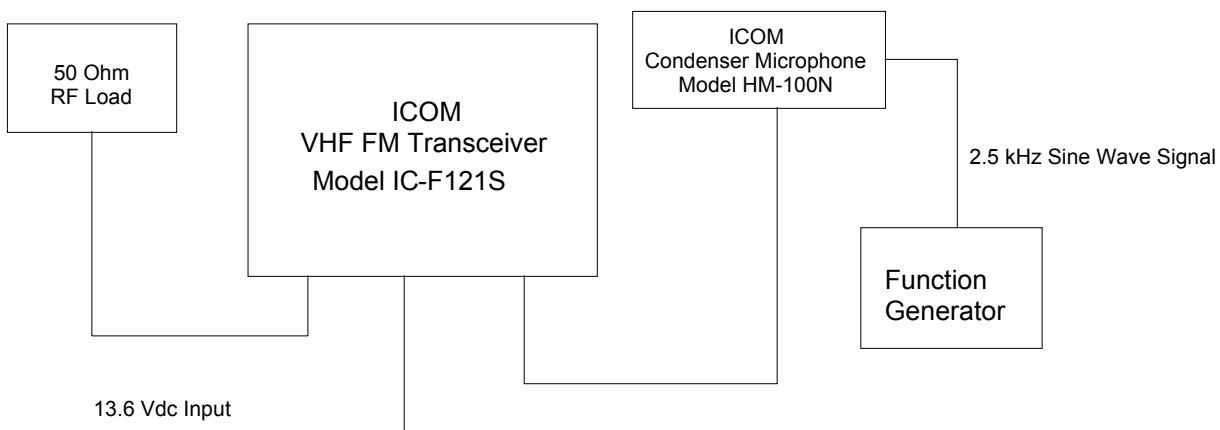 50 Ohm
RF Load
ICOM
VHF FM Transceiver
Model IC-F121S
ICOM
Condenser Microphone
Model HM-100N
2.5 kHz Sine Wave Signal
Function
Generator
13.6 Vdc Input